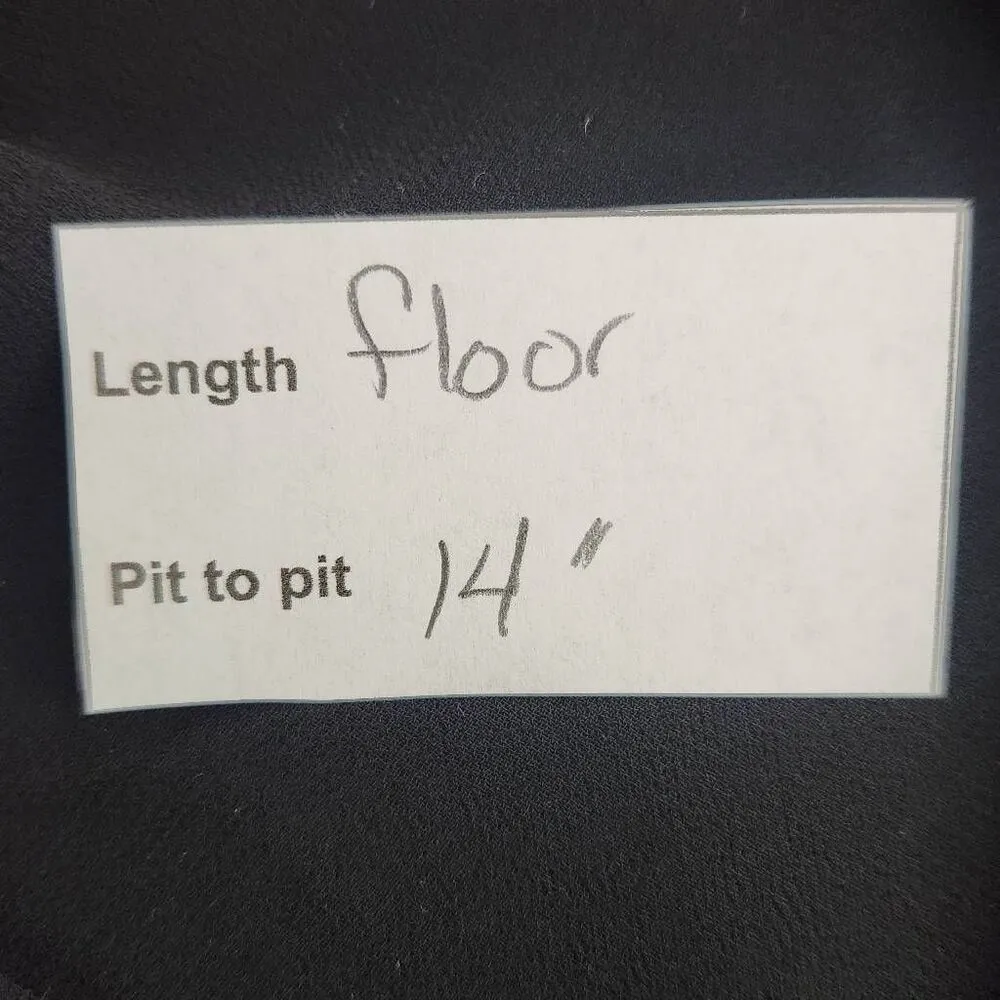 Length floor
Pit to pit 14"